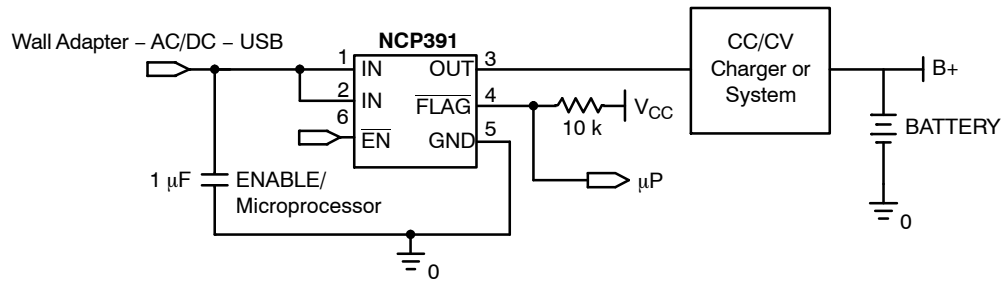 Wall Adapter − AC/DC − USB
NCP391
1
IN
OUT
3
2
IN
FLAG
4
6
EN
GND
5
10 k
VCC
μP
CC/CV
Charger or
System
B+
BATTERY
0
1 μF
ENABLE/
Microprocessor
0